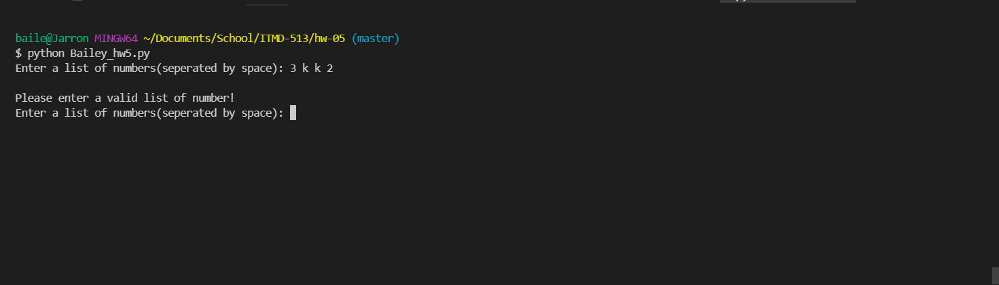 baile@Jarron MINGW64 ~/Documents/School/ITMD-513/hw-05 (master)
$ python Bailey_hw5.py
Enter a list of numbers(seperated by space): 3 k k 2
Please enter a valid list of number!
Enter a list of numbers(seperated by space):